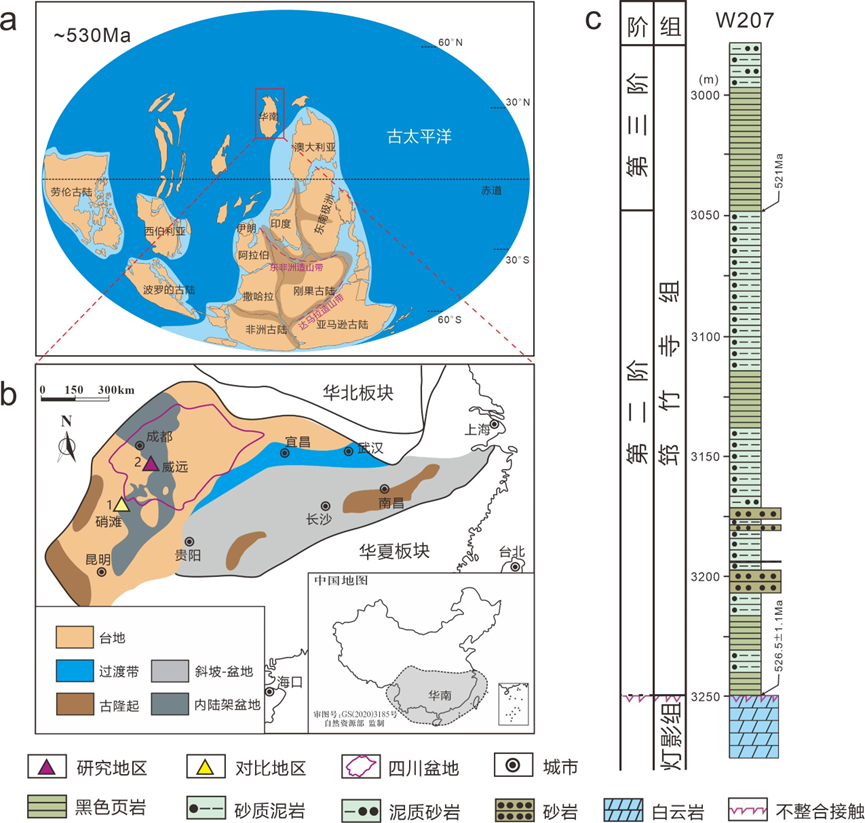 a
~530Ma
60°N
30°N
华南
古太平洋
澳大利亚
劳伦古陆
赤道
东南极洲
西伯利亚
伊朗
印度
阿拉伯
30°S
东非洲造山带
波罗的古陆
撒哈拉
刚果古陆
达马拉造山带
60°S
非洲古陆
亚马逊古陆
b
0 150 300km
N
华北板块
上海
成都
宜昌
武汉
2
威远
1
硝滩
南昌
长沙
昆明
贵阳
华夏板块
台北
台地
过渡带
斜坡-盆地
古隆起
内陆架盆地
海口
中国地图
华南
审图号:GS(2020)3185号
自然资源部 监制
c
阶
组
W207
(m)
3000
3050
3100
3150
3200
3250
第三阶
第二阶
筇竹寺组
灯影组
521Ma
526.5±1.1Ma
研究地区
对比地区
四川盆地
城市
黑色页岩
砂质泥岩
泥质砂岩
砂岩
白云岩
不整合接触